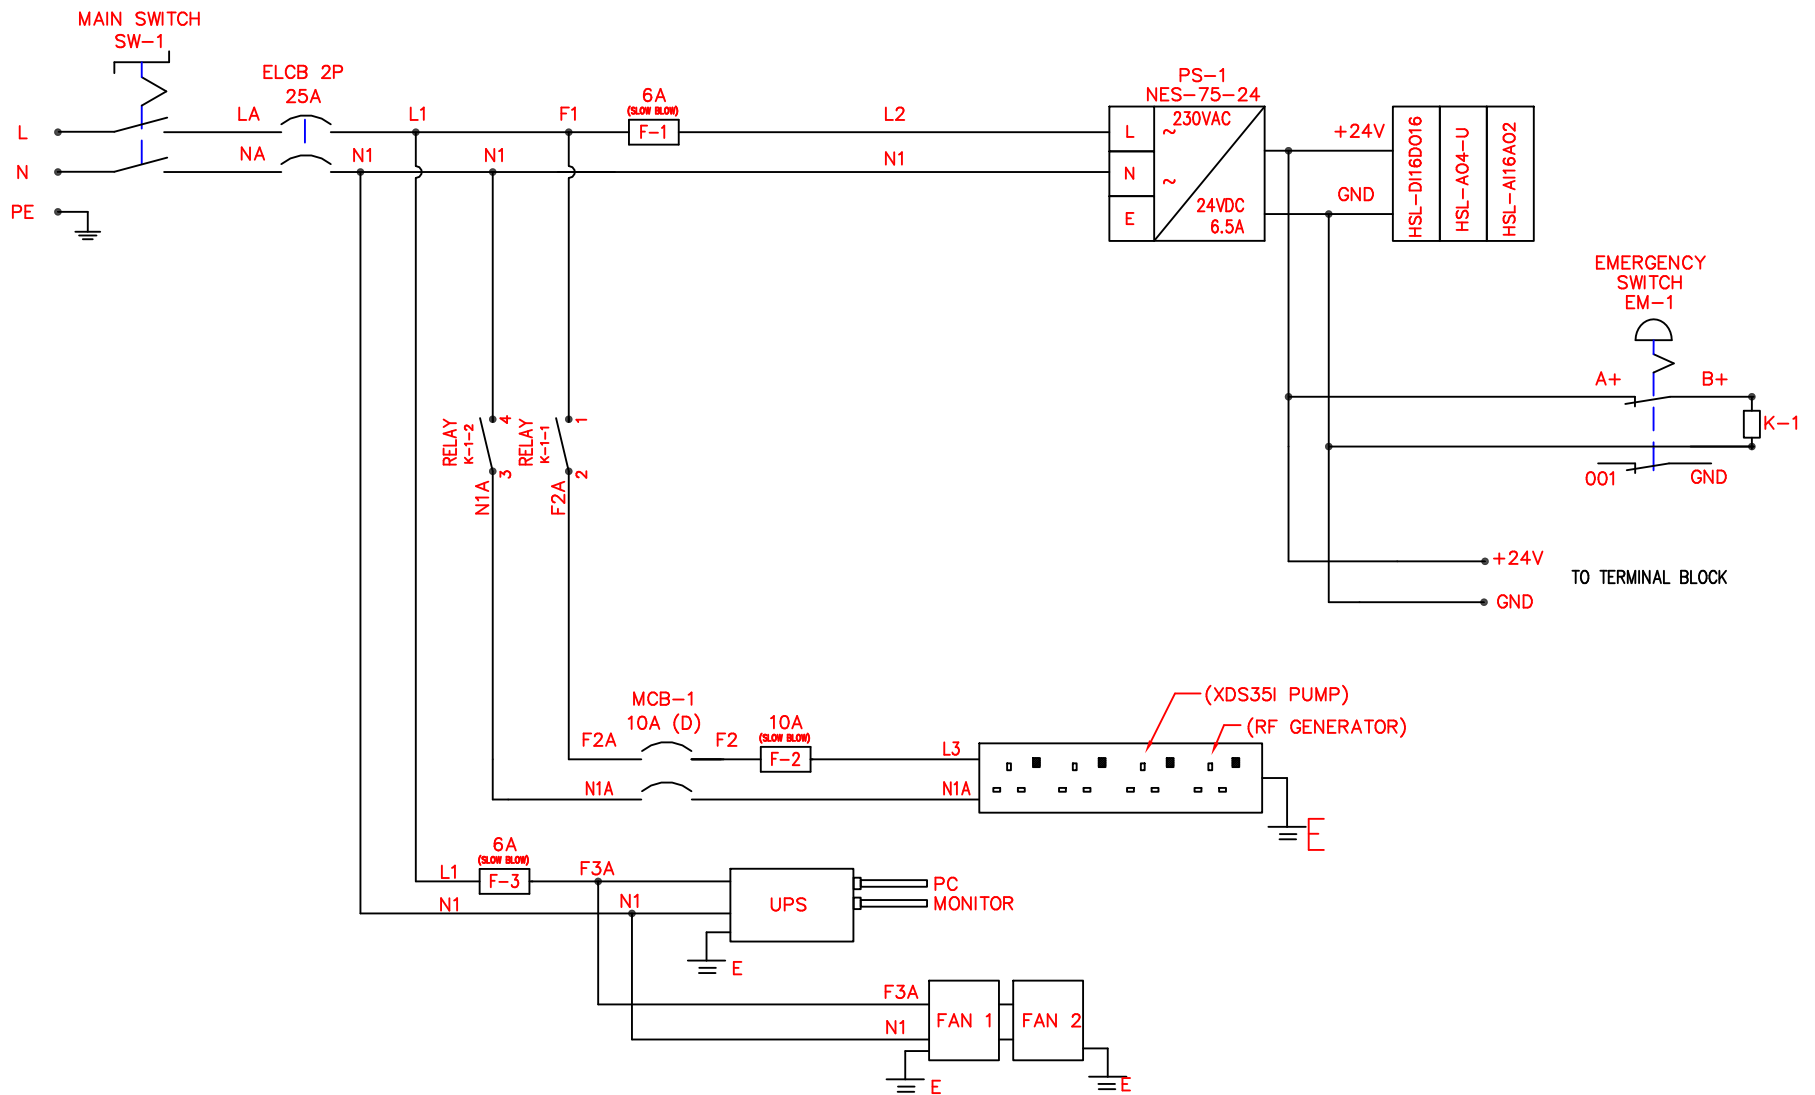 MAIN SWITCH
SW-1
ELCB 2P
25A
L
LA
L1
F1
6A
(SLOW BLOW)
F-1
L2
N
NA
N1
N1
N1
PE
PS-1
NES-75-24
L
N
E
230VAC
~
~
24VDC
6.5A
+24V
GND
HSL-DI16DO16
HSL-AO4-U
HSL-AI16AO2
EMERGENCY
SWITCH
EM-1
A+
B+
K-1
001
GND
+24V
TO TERMINAL BLOCK
GND
RELAY
K-1-2
4
3
N1A
RELAY
K-1-1
1
2
F2A
MCB-1
10A (D)
F2A
F2
10A
(SLOW BLOW)
F-2
L3
N1A
N1A
(XDS35I PUMP)
(RF GENERATOR)
E
6A
(SLOW BLOW)
L1
F-3
F3A
N1
N1
UPS
PC
MONITOR
E
F3A
N1
FAN 1
FAN 2
E
E